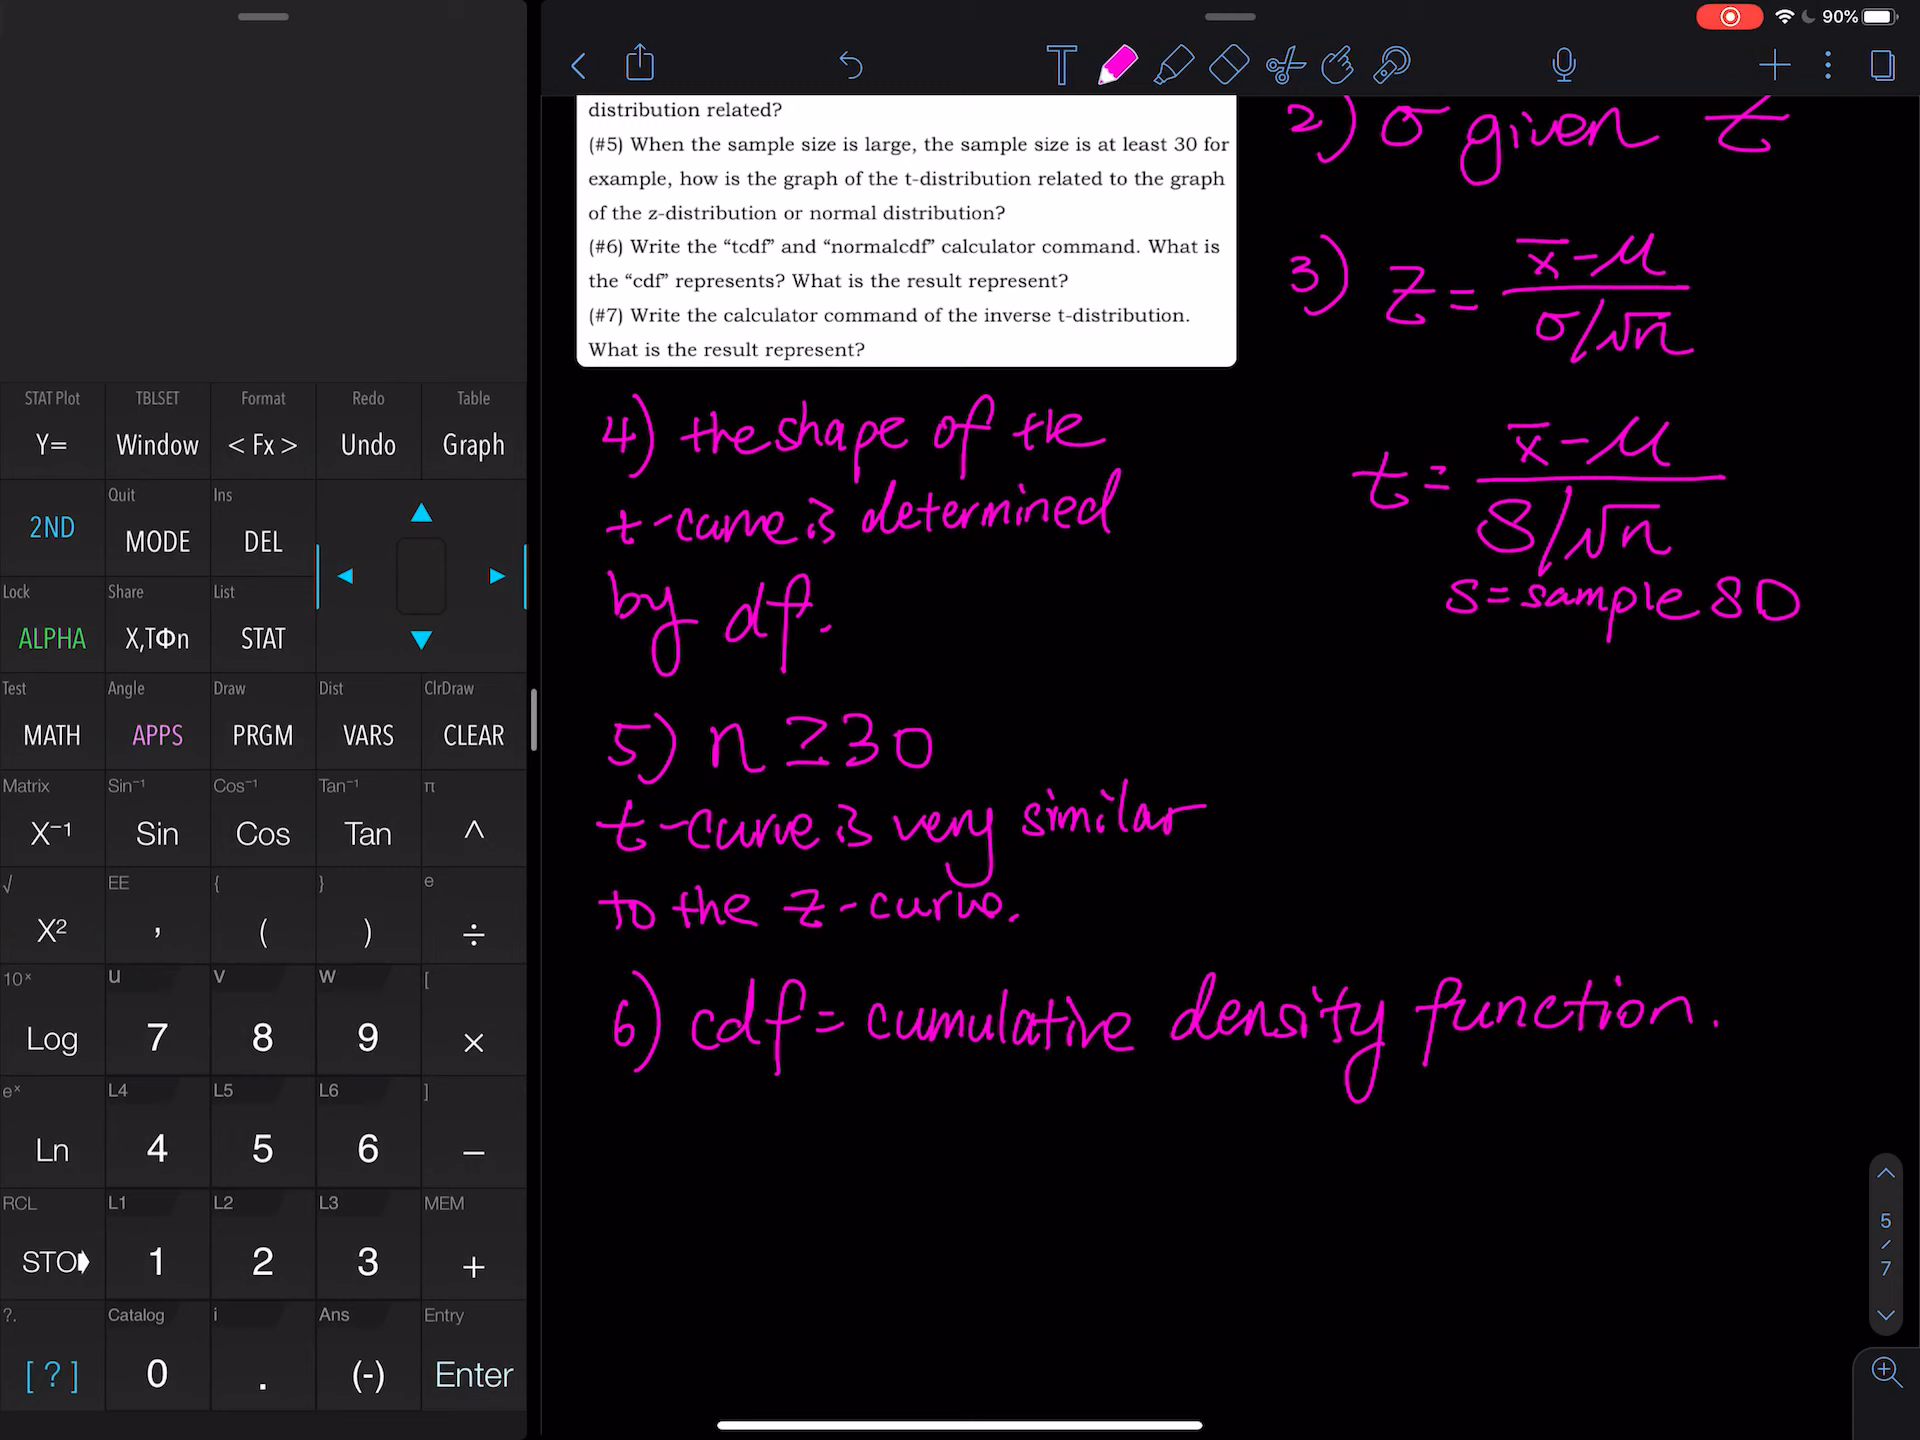 90%
distribution related?
(#5) When the sample size is large, the sample size is at least 30 for
example, how is the graph of the t-distribution related to the graph
of the z-distribution or normal distribution?
(#6) Write the “tcdf” and “normalcdf” calculator command. What is
the “cdf” represents? What is the result represent?
(#7) Write the calculator command of the inverse t-distribution.
What is the result represent?
2) σ given t
3) z = (x̄-μ)/(σ/√n)
t = (x̄-μ)/(s/√n)
s = sample SD
4) the shape of the
t-curve is determined
by df.
5) n ≥ 30
t-curve is very similar
to the z-curve.
6) cdf = cumulative density function.
STAT Plot TBLSET Format Redo Table
Y= Window < Fx > Undo Graph
Quit Ins
2ND MODE DEL
Lock Share List
ALPHA X,TΦn STAT
Test Angle Draw Dist ClrDraw
MATH APPS PRGM VARS CLEAR
Matrix Sin⁻¹ Cos⁻¹ Tan⁻¹ π
X⁻¹ Sin Cos Tan ^
√ EE { } e
X² , ( ) ÷
10ˣ u v w [
Log 7 8 9 ×
eˣ L4 L5 L6 ]
Ln 4 5 6 −
RCL L1 L2 L3 MEM
STO 1 2 3 +
?. Catalog i Ans Entry
[ ? ] 0 . (-) Enter
T
5
/
7